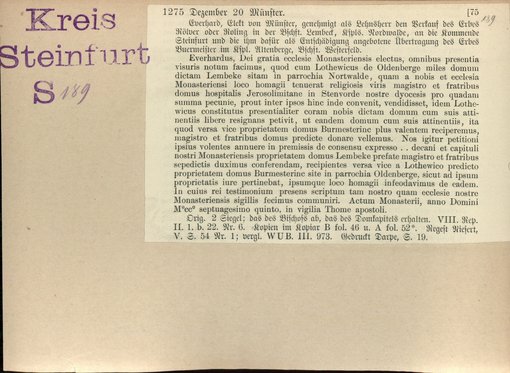 Kreis
Steinfurt
S 189
1275 Dezember 20 Münster. [75
189
Everhard, Elekt von Münster, genehmigt als Lehnsherr den Verkauf des Erbes
Rölver oder Roling in der Bschft. Lembeck, Kspls. Nordwalde, an die Kommende
Steinfurt und die ihm dafür als Entschädigung angebotene Übertragung des Erbes
Buermeister im Kspl. Altenberge, Bschft. Westerfeld.
Everhardus, Dei gratia ecclesie Monasteriensis electus, omnibus presentia
visuris notum facimus, quod cum Lothewicus de Oldenberge miles domum
dictam Lembeke sitam in parrochia Nortwalde, quam a nobis et ecclesia
Monasteriensi loco homagii tenuerat religiosis viris magistro et fratribus
domus hospitalis Jerosolimitane in Stenvorde nostre dyocesis pro quadam
summa pecunie, prout inter ipsos hinc inde convenit, vendidisset, idem Lothe-
wicus constitutus presentialiter coram nobis dictam domum cum suis atti-
nentiis libere resignans petivit, ut eandem domum cum suis attinentiis, ita
quod versa vice proprietatem domus Burmesterinc plus valentem reciperemus,
magistro et fratribus domus predicte donare vellemus. Nos igitur petitioni
ipsius volentes annuere in premissis de consensu expresso . . decani et capituli
nostri Monasteriensis proprietatem domus Lembeke prefate magistro et fratribus
sepedictis duximus conferendam, recipientes versa vice a Lothewico predicto
proprietatem domus Burmesterinc site in parrochia Oldenberge, sicut ad ipsum
proprietatis iure pertinebat, ipsumque loco homagii infeodavimus de eadem.
In cuius rei testimonium presens scriptum tam nostro quam ecclesie nostre
Monasteriensis sigillis fecimus communiri. Actum Monasterii, anno Domini
MºccC septuagesimo quinto, in vigilia Thome apostoli.
Orig. 2 Siegel; das des Bischofs ab, das des Domkapitels erhalten. VIII. Rep.
II. 1. b. 22. Nr. 6. Kopien im Kopiar B fol. 46 u. A fol. 52ª. Regest Niesert,
V. S. 54 Nr. 1; vergl. WUB. III. 973. Gedruckt Darpe, S. 19.